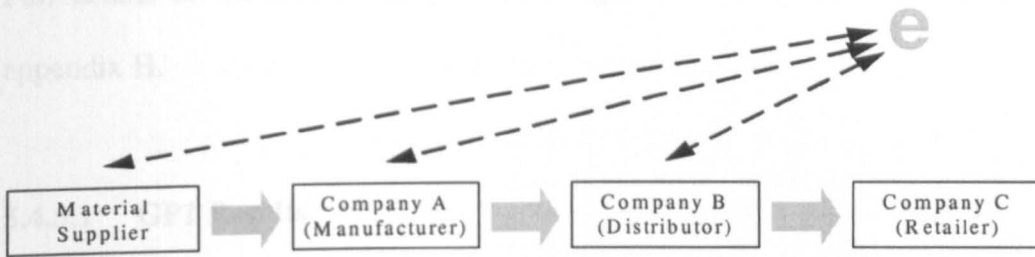 appendix H.
e
Material
Supplier
Company A
(Manufacturer)
Company B
(Distributor)
Company C
(Retailer)